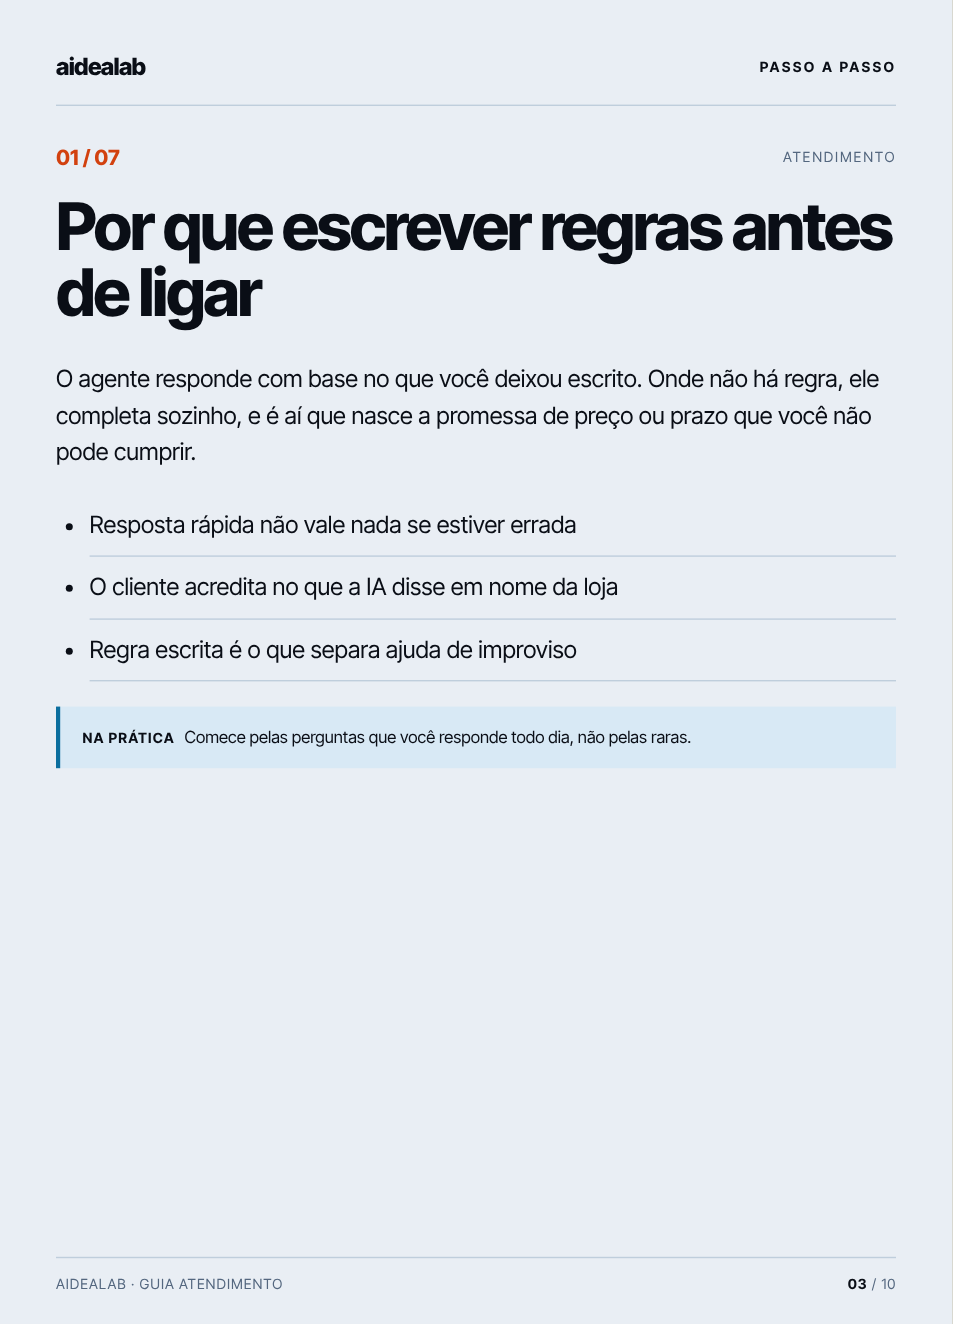 aidealab
PASSO A PASSO
01 / 07
ATENDIMENTO
Por que escrever regras antes
de ligar
O agente responde com base no que você deixou escrito. Onde não há regra, ele
completa sozinho, e é aí que nasce a promessa de preço ou prazo que você não
pode cumprir.
• Resposta rápida não vale nada se estiver errada
• O cliente acredita no que a IA disse em nome da loja
• Regra escrita é o que separa ajuda de improviso
NA PRÁTICA Comece pelas perguntas que você responde todo dia, não pelas raras.
AIDEALAB · GUIA ATENDIMENTO
03 / 10